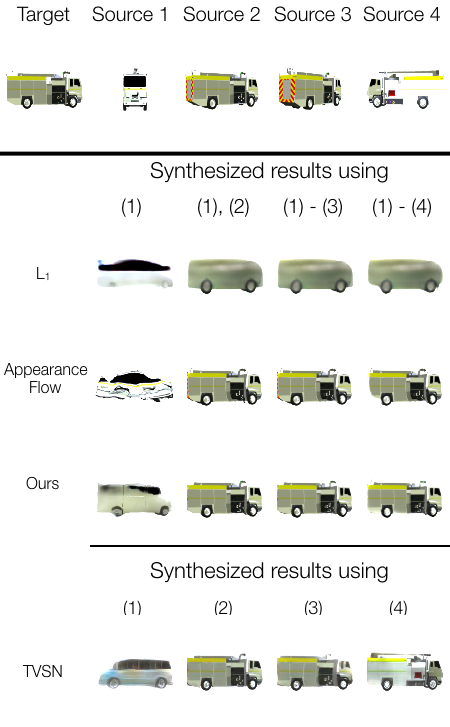 Target Source 1 Source 2 Source 3 Source 4
Synthesized results using
(1) (1), (2) (1) - (3) (1) - (4)
L₁
Appearance
Flow
Ours
Synthesized results using
(1) (2) (3) (4)
TVSN